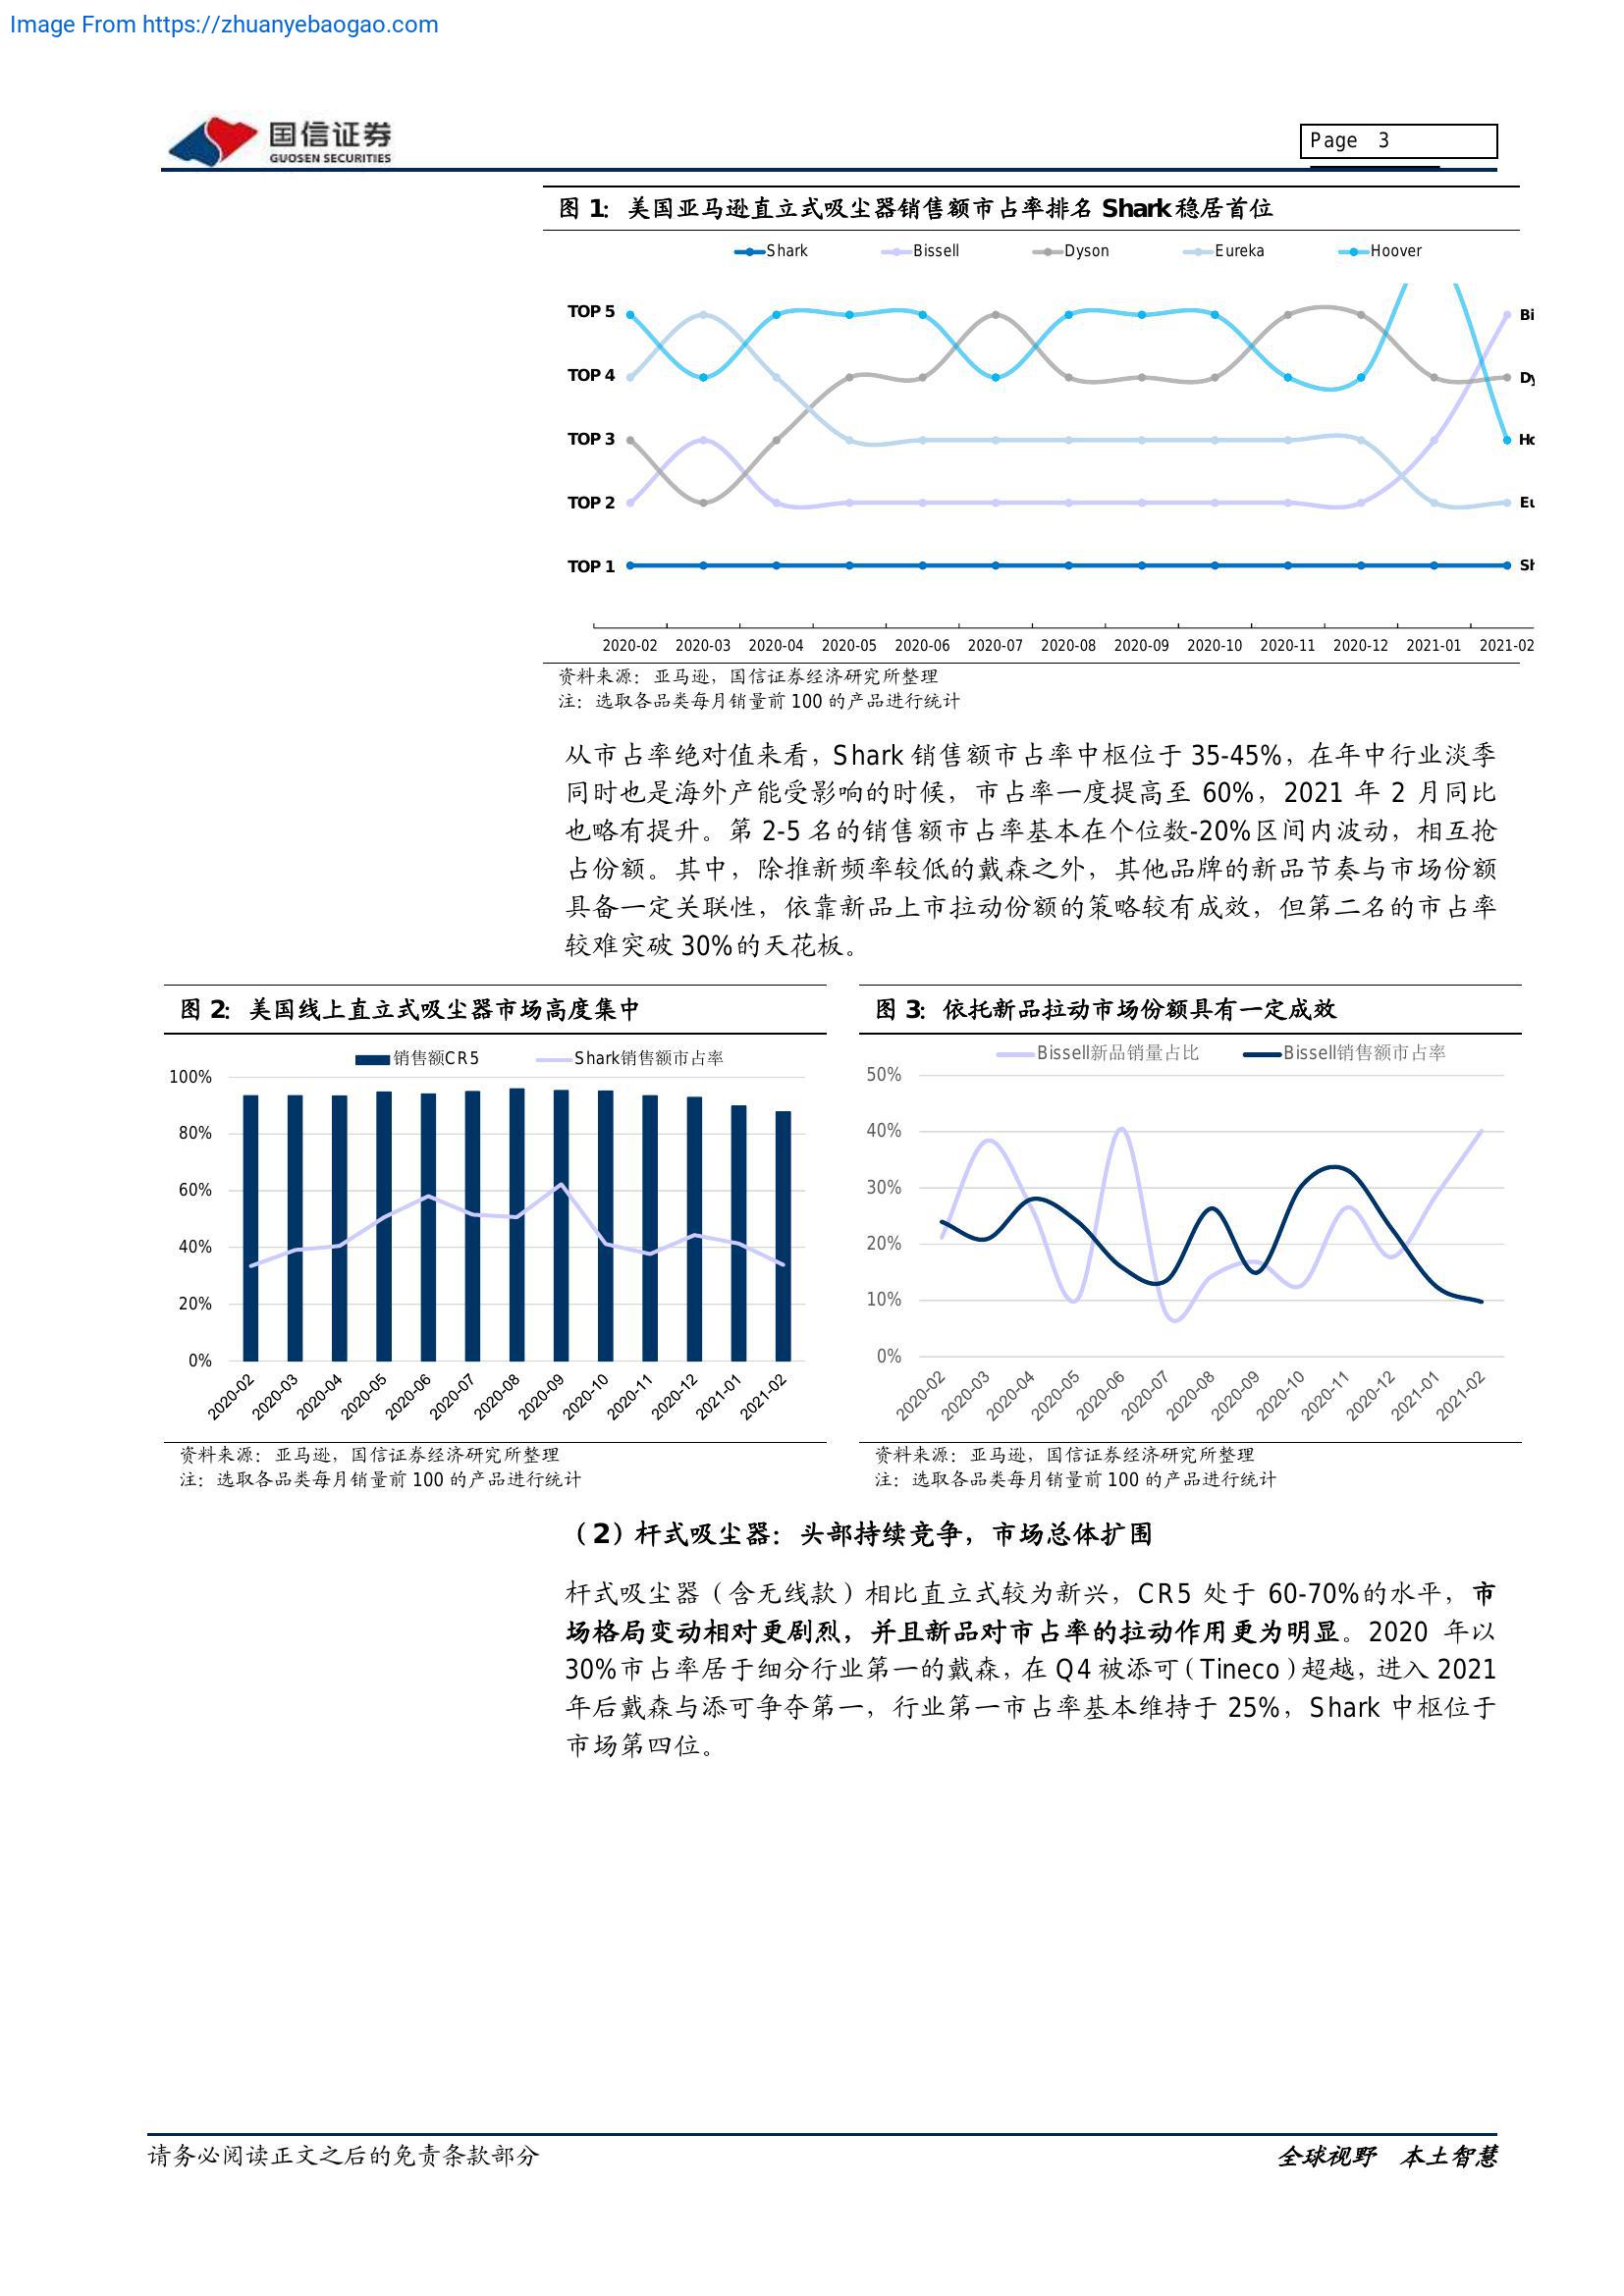 Image From https://zhuanyebaogao.com
国信证券
GUOSEN SECURITIES
Page 3
图 1：美国亚马逊直立式吸尘器销售额市占率排名 Shark 稳居首位
Shark Bissell Dyson Eureka Hoover
TOP 5
TOP 4
TOP 3
TOP 2
TOP 1
Bi
Dy
Ho
Eu
Sh
2020-02 2020-03 2020-04 2020-05 2020-06 2020-07 2020-08 2020-09 2020-10 2020-11 2020-12 2021-01 2021-02
资料来源：亚马逊，国信证券经济研究所整理
注：选取各品类每月销量前 100 的产品进行统计
从市占率绝对值来看，Shark 销售额市占率中枢位于 35-45%，在年中行业淡季
同时也是海外产能受影响的时候，市占率一度提高至 60%，2021 年 2 月同比
也略有提升。第 2-5 名的销售额市占率基本在个位数-20%区间内波动，相互抢
占份额。其中，除推新频率较低的戴森之外，其他品牌的新品节奏与市场份额
具备一定关联性，依靠新品上市拉动份额的策略较有成效，但第二名的市占率
较难突破 30%的天花板。
图 2：美国线上直立式吸尘器市场高度集中
销售额CR5 Shark销售额市占率
100%
80%
60%
40%
20%
0%
2020-02 2020-03 2020-04 2020-05 2020-06 2020-07 2020-08 2020-09 2020-10 2020-11 2020-12 2021-01 2021-02
资料来源：亚马逊，国信证券经济研究所整理
注：选取各品类每月销量前 100 的产品进行统计
图 3：依托新品拉动市场份额具有一定成效
Bissell新品销量占比 Bissell销售额市占率
50%
40%
30%
20%
10%
0%
2020-02 2020-03 2020-04 2020-05 2020-06 2020-07 2020-08 2020-09 2020-10 2020-11 2020-12 2021-01 2021-02
资料来源：亚马逊，国信证券经济研究所整理
注：选取各品类每月销量前 100 的产品进行统计
（2）杆式吸尘器：头部持续竞争，市场总体扩围
杆式吸尘器（含无线款）相比直立式较为新兴，CR5 处于 60-70%的水平，市
场格局变动相对更剧烈，并且新品对市占率的拉动作用更为明显。2020 年以
30%市占率居于细分行业第一的戴森，在 Q4 被添可（Tineco）超越，进入 2021
年后戴森与添可争夺第一，行业第一市占率基本维持于 25%，Shark 中枢位于
市场第四位。
请务必阅读正文之后的免责条款部分
全球视野 本土智慧